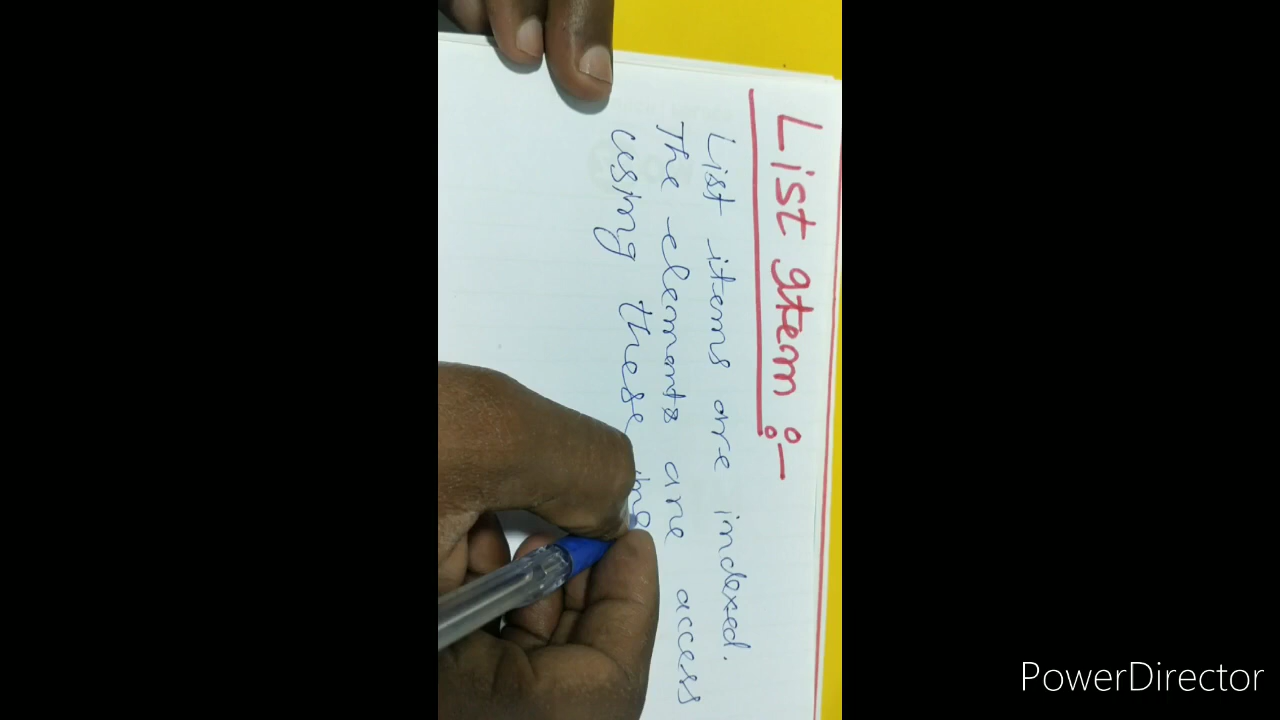 List Item :-
List items are indexed.
The elements are access
using these
PowerDirector